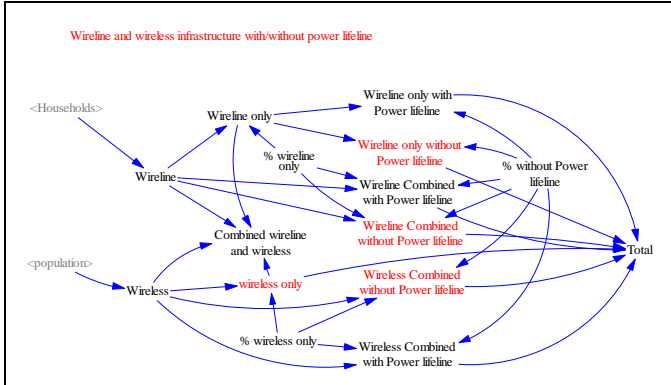 Wireline and wireless infrastructure with/without power lifeline
Wireline only with
Power lifeline
<Households>
Wireline only
Wireline only without
Power lifeline
% wireline
only
% without Power
lifeline
Wireline
Wireline Combined
with Power lifeline
Combined wireline
and wireless
Wireline Combined
without Power lifeline
Total
<population>
Wireless
wireless only
Wireless Combined
without Power lifeline
% wireless only
Wireless Combined
with Power lifeline